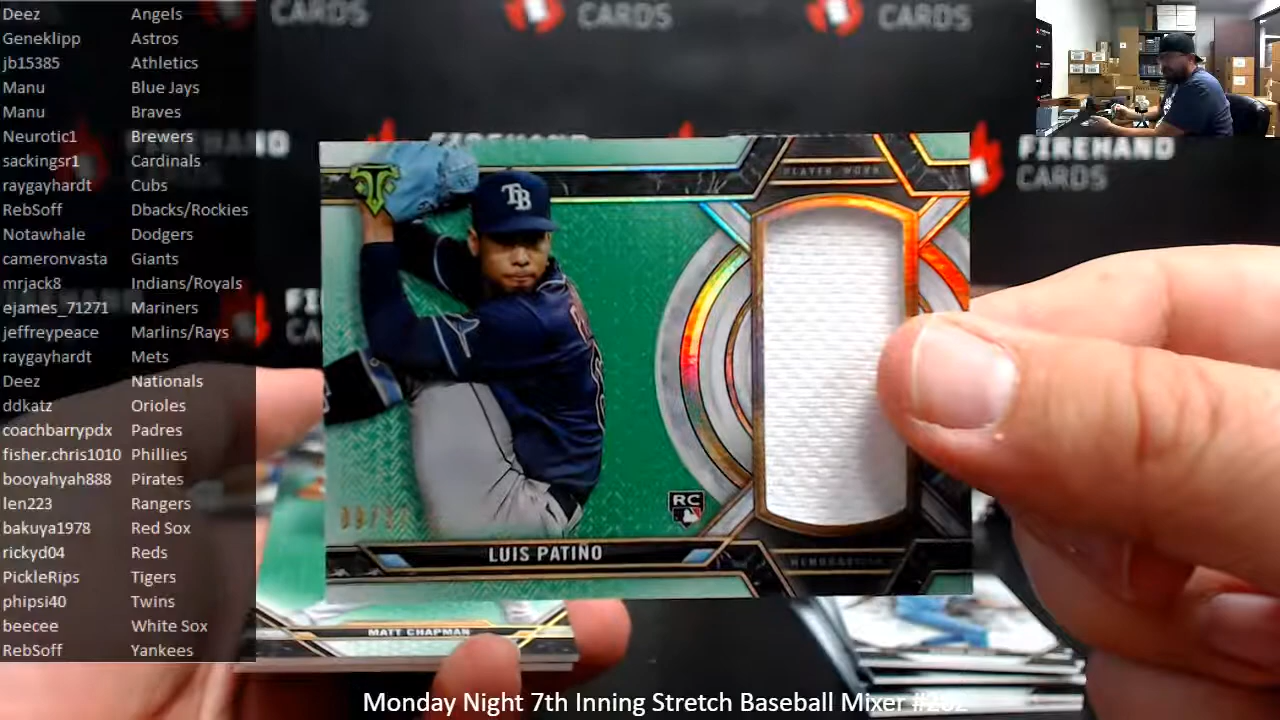 Deez Angels
Geneklipp Astros
jb15385 Athletics
Manu Blue Jays
Manu Braves
Neurotic1 Brewers
sackingsr1 Cardinals
raygayhardt Cubs
RebSoff Dbacks/Rockies
Notawhale Dodgers
cameronvasta Giants
mrjack8 Indians/Royals
ejames_71271 Mariners
jeffreypeace Marlins/Rays
raygayhardt Mets
Deez Nationals
ddkatz Orioles
coachbarrypdx Padres
fisher.chris1010 Phillies
booyahyah888 Pirates
len223 Rangers
bakuya1978 Red Sox
rickyd04 Reds
PickleRips Tigers
phipsi40 Twins
beecee White Sox
RebSoff Yankees
CARDS
CARDS
CARDS
FIREHAND
CARDS
TB
RC
LUIS PATIÑO
MATT CHAPMAN
Monday Night 7th Inning Stretch Baseball Mixer